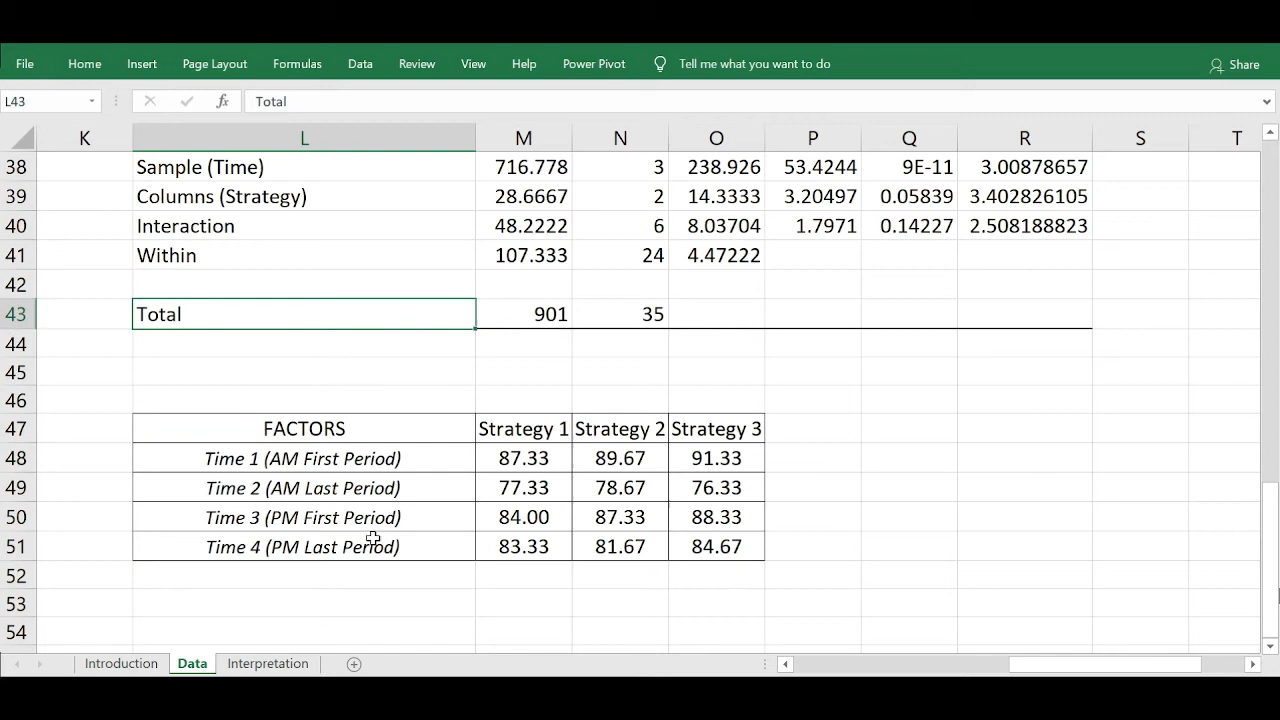 File Home Insert Page Layout Formulas Data Review View Help Power Pivot Tell me what you want to do Share
L43 fx Total
K L M N O P Q R S T
38 Sample (Time) 716.778 3 238.926 53.4244 9E-11 3.00878657
39 Columns (Strategy) 28.6667 2 14.3333 3.20497 0.05839 3.402826105
40 Interaction 48.2222 6 8.03704 1.7971 0.14227 2.508188823
41 Within 107.333 24 4.47222
42
43 Total 901 35
44
45
46
47 FACTORS Strategy 1 Strategy 2 Strategy 3
48 Time 1 (AM First Period) 87.33 89.67 91.33
49 Time 2 (AM Last Period) 77.33 78.67 76.33
50 Time 3 (PM First Period) 84.00 87.33 88.33
51 Time 4 (PM Last Period) 83.33 81.67 84.67
52
53
54
Introduction Data Interpretation